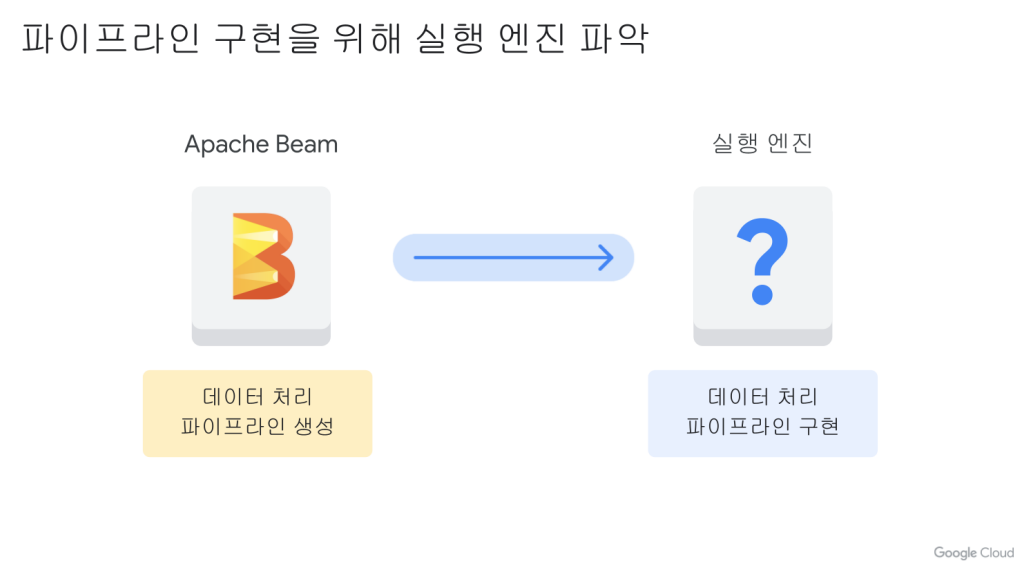 파이프라인 구현을 위해 실행 엔진 파악
Apache Beam
실행 엔진
데이터 처리
파이프라인 생성
데이터 처리
파이프라인 구현
Google Cloud